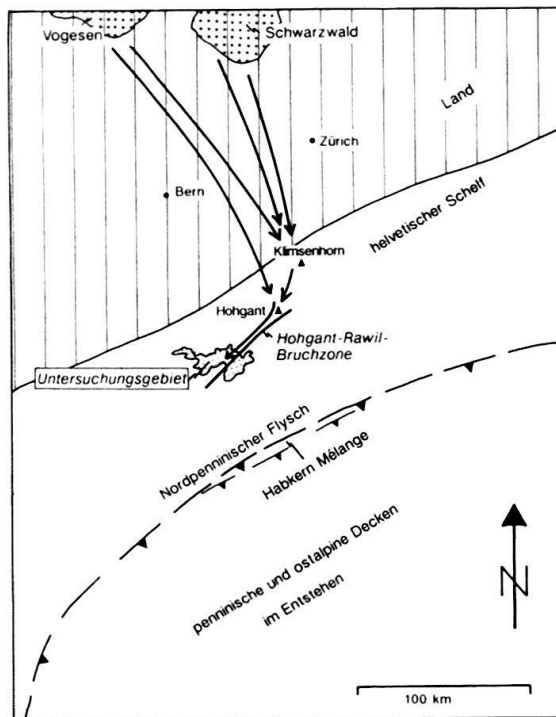 Vogesen
Schwarzwald
Land
Zürich
Bern
helvetischer Schelf
Klimsenhorn
Hohgant
Hohgant-Rawil-
Bruchzone
Untersuchungsgebiet
Nordpenninischer Flysch
Habkern Mélange
penninische und ostalpine Decken
im Entstehen
N
100 km